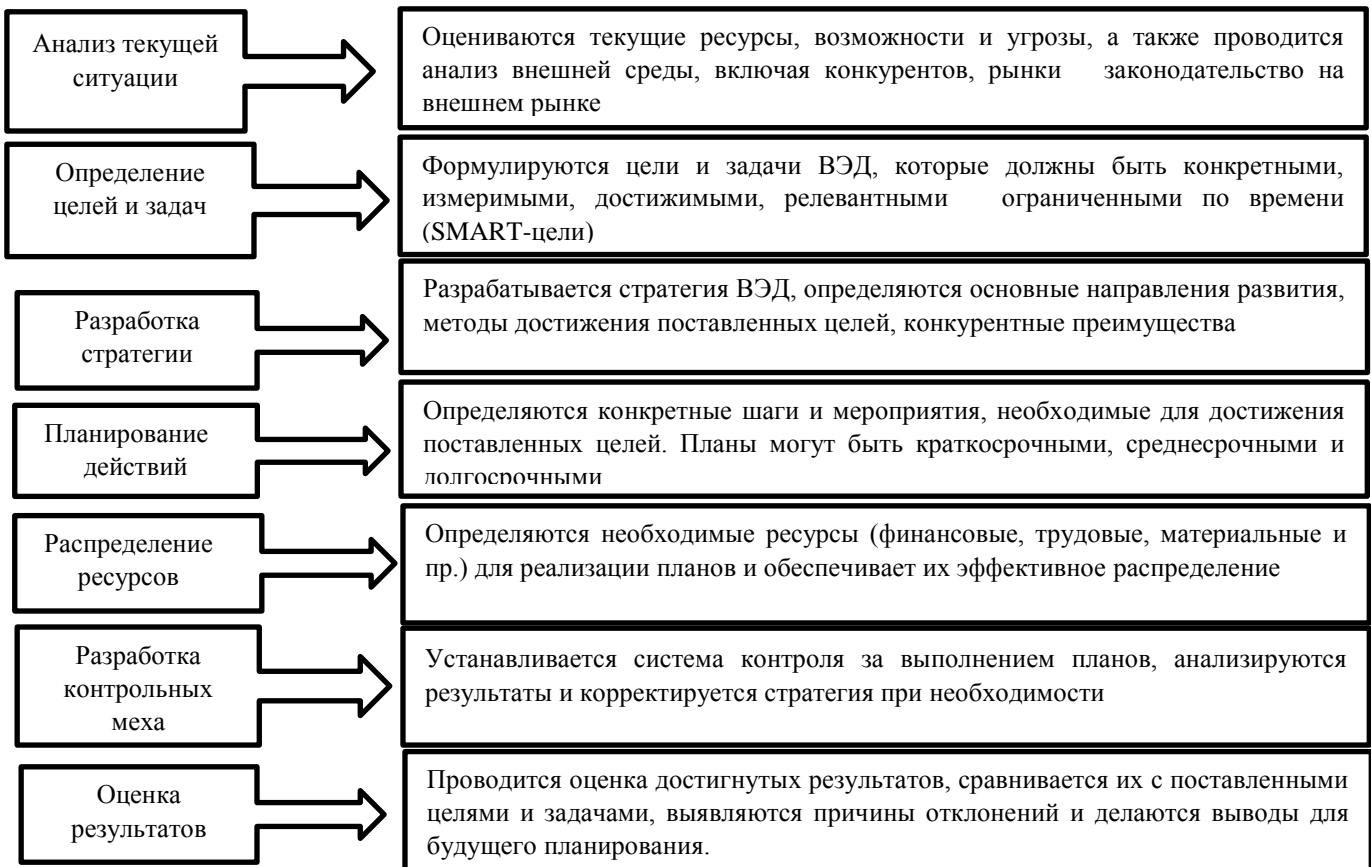 Анализ текущей
ситуации
Оцениваются текущие ресурсы, возможности и угрозы, а также проводится
анализ внешней среды, включая конкурентов, рынки законодательство на
внешнем рынке
Определение
целей и задач
Формулируются цели и задачи ВЭД, которые должны быть конкретными,
измеримыми, достижимыми, релевантными ограниченными по времени
(SMART-цели)
Разработка
стратегии
Разрабатывается стратегия ВЭД, определяются основные направления развития,
методы достижения поставленных целей, конкурентные преимущества
Планирование
действий
Определяются конкретные шаги и мероприятия, необходимые для достижения
поставленных целей. Планы могут быть краткосрочными, среднесрочными и
долгосрочными
Распределение
ресурсов
Определяются необходимые ресурсы (финансовые, трудовые, материальные и
пр.) для реализации планов и обеспечивает их эффективное распределение
Разработка
контрольных
меха
Устанавливается система контроля за выполнением планов, анализируются
результаты и корректируется стратегия при необходимости
Оценка
результатов
Проводится оценка достигнутых результатов, сравнивается их с поставленными
целями и задачами, выявляются причины отклонений и делаются выводы для
будущего планирования.